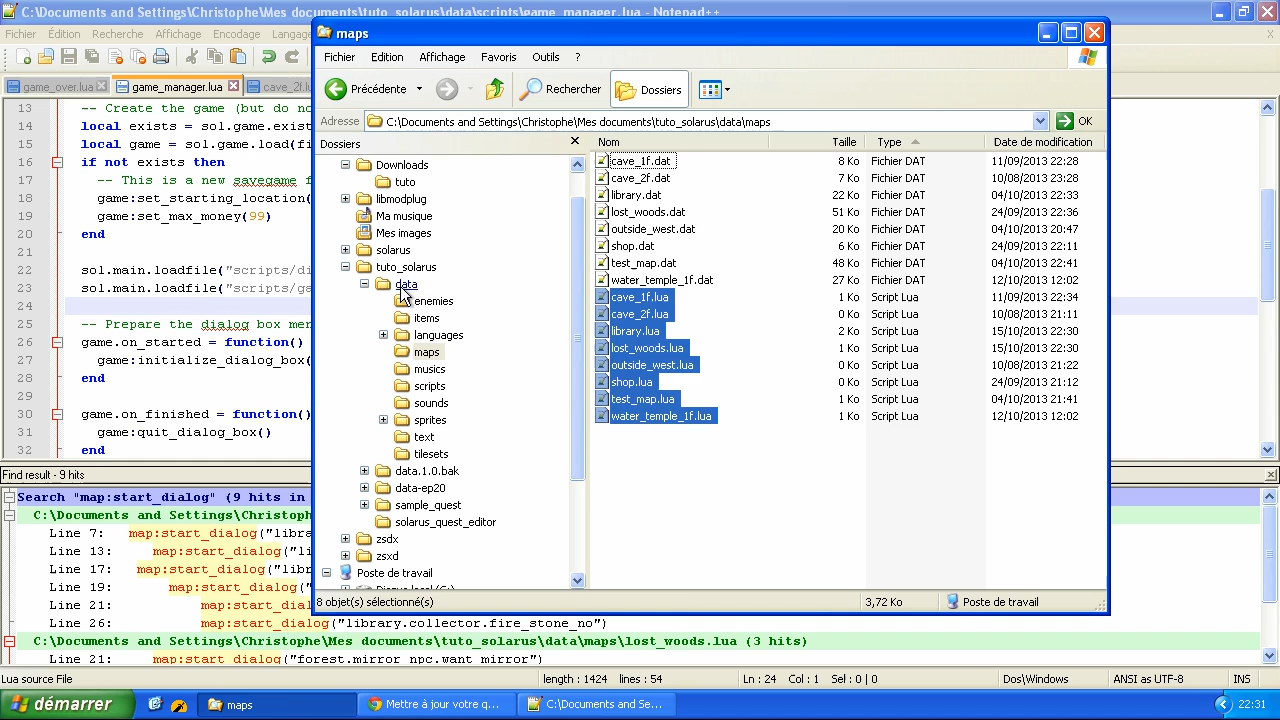 C:\Documents and Settings\Christophe\Mes documents\tuto_solarus\data\scripts\game_manager.lua - Notepad++
Fichier Édition Recherche Affichage Encodage Langage
game_over.lua game_manager.lua cave_2f.lu
13 -- Create the game (but do no
14 local exists = sol.game.exist
15 local game = sol.game.load(fi
16 if not exists then
17 -- This is a new savegame f
18 game:set_starting_location(
19 game:set_max_money(99)
20 end
21
22 sol.main.loadfile("scripts/di
23 sol.main.loadfile("scripts/ga
24
25 -- Prepare the dialog box men
26 game.on_started = function()
27 game:initialize_dialog_box(
28 end
29
30 game.on_finished = function()
31 game:quit_dialog_box()
32 end
Find result - 9 hits
Search "map:start_dialog" (9 hits in
C:\Documents and Settings\Christoph
Line 7: map:start_dialog("libra
Line 13: map:start_dialog("li
Line 17: map:start_dialog("lib
Line 19: map:start_dialog("
Line 21: map:start_dia
Line 26: map:start_dialog("library.collector.fire_stone_no")
C:\Documents and Settings\Christophe\Mes documents\tuto_solarus\data\maps\lost_woods.lua (3 hits)
Line 21: map:start_dialog("forest.mirror_npc.want_mirror")
Lua source File length : 1424 lines : 54 Ln : 24 Col : 1 Sel : 0 | 0 Dos\Windows ANSI as UTF-8 INS
maps
Fichier Edition Affichage Favoris Outils ?
Précédente Rechercher Dossiers
Adresse C:\Documents and Settings\Christophe\Mes documents\tuto_solarus\data\maps OK
Dossiers
Downloads
tuto
libmodplug
Ma musique
Mes images
solarus
tuto_solarus
data
enemies
items
languages
maps
musics
scripts
sounds
sprites
text
tilesets
data.1.0.bak
data-ep20
sample_quest
solarus_quest_editor
zsdx
zsxd
Poste de travail
Nom Taille Type Date de modification
cave_1f.dat 8 Ko Fichier DAT 11/09/2013 22:28
cave_2f.dat 7 Ko Fichier DAT 10/08/2013 23:28
library.dat 22 Ko Fichier DAT 04/10/2013 22:33
lost_woods.dat 51 Ko Fichier DAT 24/09/2013 22:36
outside_west.dat 20 Ko Fichier DAT 04/10/2013 20:47
shop.dat 6 Ko Fichier DAT 24/09/2013 22:11
test_map.dat 48 Ko Fichier DAT 04/10/2013 22:41
water_temple_1f.dat 27 Ko Fichier DAT 12/10/2013 12:02
cave_1f.lua 1 Ko Script Lua 11/09/2013 22:34
cave_2f.lua 0 Ko Script Lua 10/08/2013 21:11
library.lua 2 Ko Script Lua 15/10/2013 22:30
lost_woods.lua 1 Ko Script Lua 15/10/2013 22:30
outside_west.lua 0 Ko Script Lua 10/08/2013 21:22
shop.lua 0 Ko Script Lua 24/09/2013 21:12
test_map.lua 1 Ko Script Lua 04/10/2013 21:41
water_temple_1f.lua 1 Ko Script Lua 12/10/2013 12:02
8 objet(s) sélectionné(s) 3,72 Ko Poste de travail
démarrer maps Mettre à jour votre q... C:\Documents and Se... 22:31